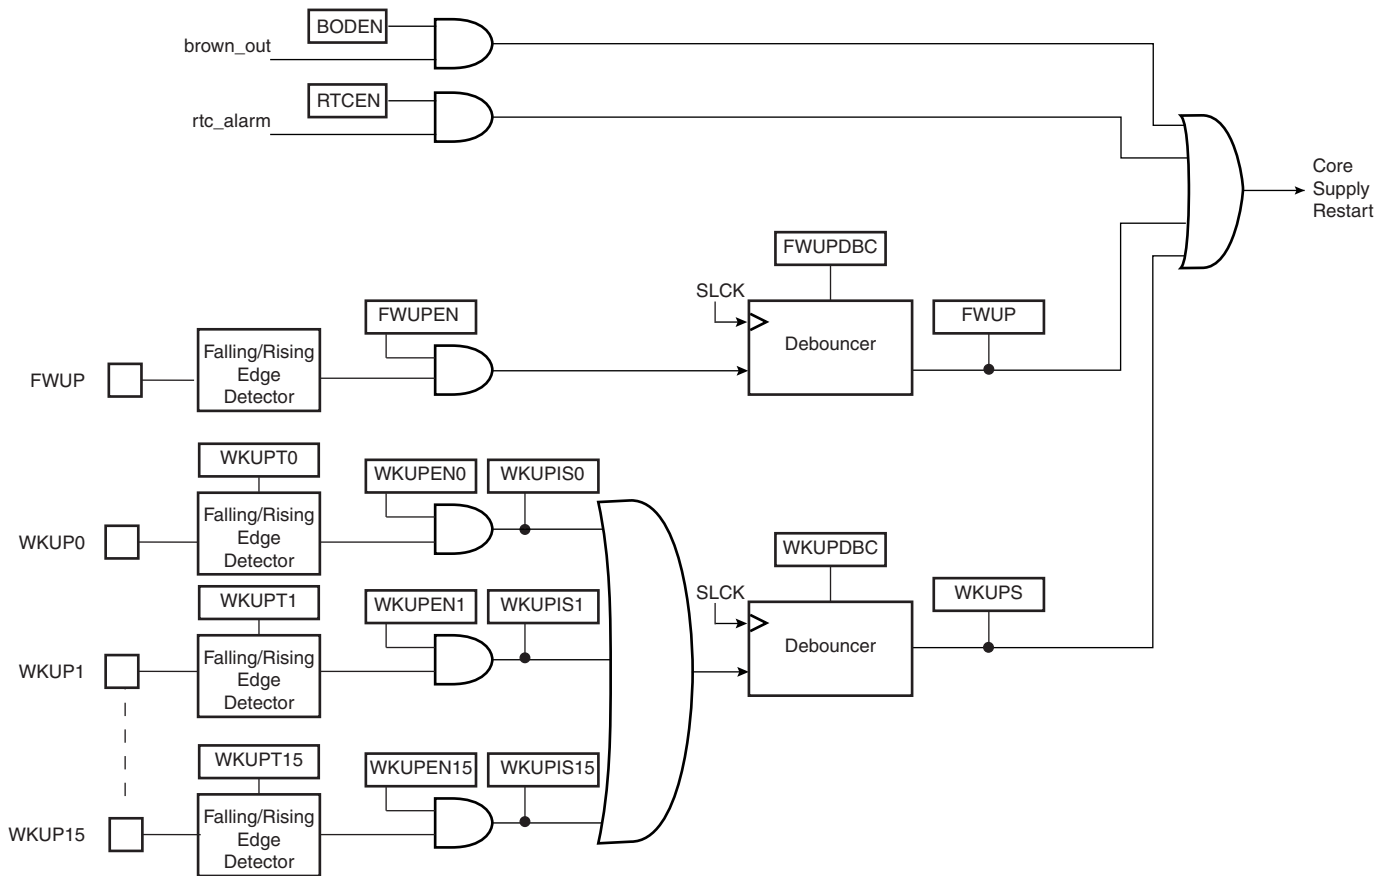 BODEN
brown_out
RTCEN
rtc_alarm
Core
Supply
Restart
FWUPDBC
SLCK
FWUPEN
FWUP
Falling/Rising
Edge
Detector
Debouncer
FWUP
WKUPT0
WKUPEN0
WKUPIS0
Falling/Rising
Edge
Detector
WKUP0
WKUPDBC
SLCK
WKUPT1
WKUPEN1
WKUPIS1
WKUPS
Falling/Rising
Edge
Detector
Debouncer
WKUP1
WKUPT15
WKUPEN15
WKUPIS15
Falling/Rising
Edge
Detector
WKUP15